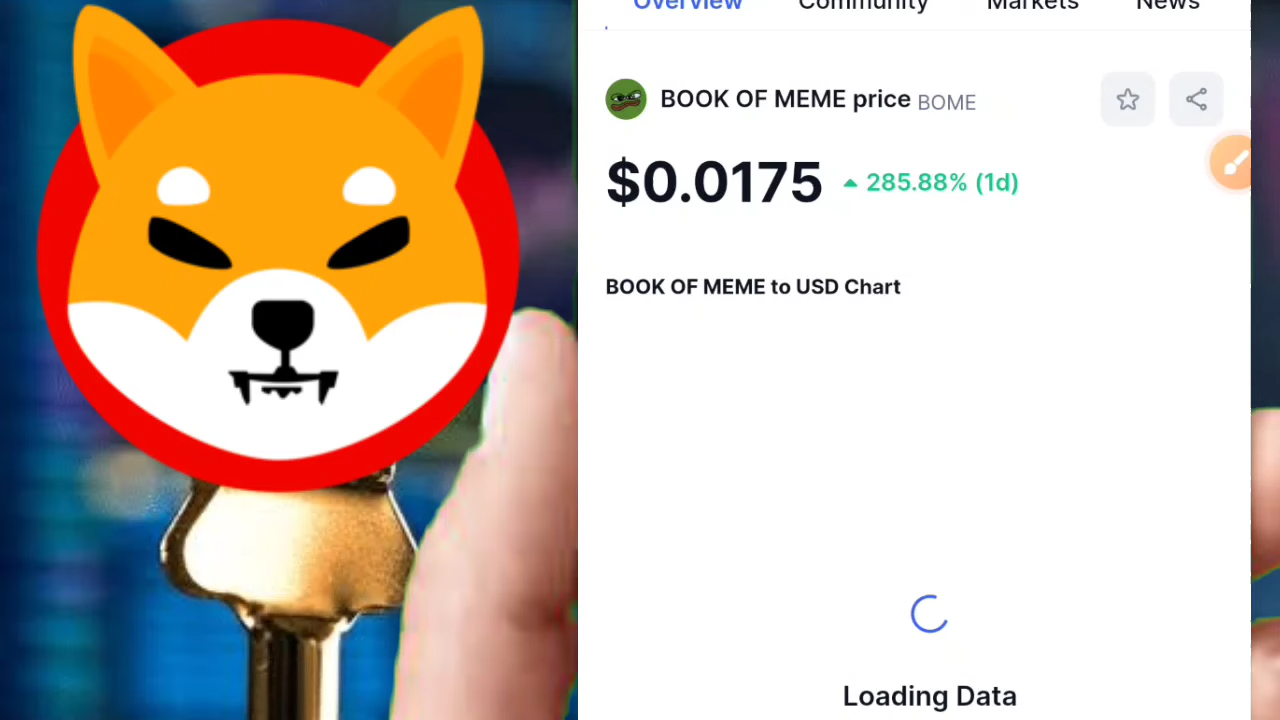 Overview Community Markets News
BOOK OF MEME price BOME
$0.0175 285.88% (1d)
BOOK OF MEME to USD Chart
Loading Data